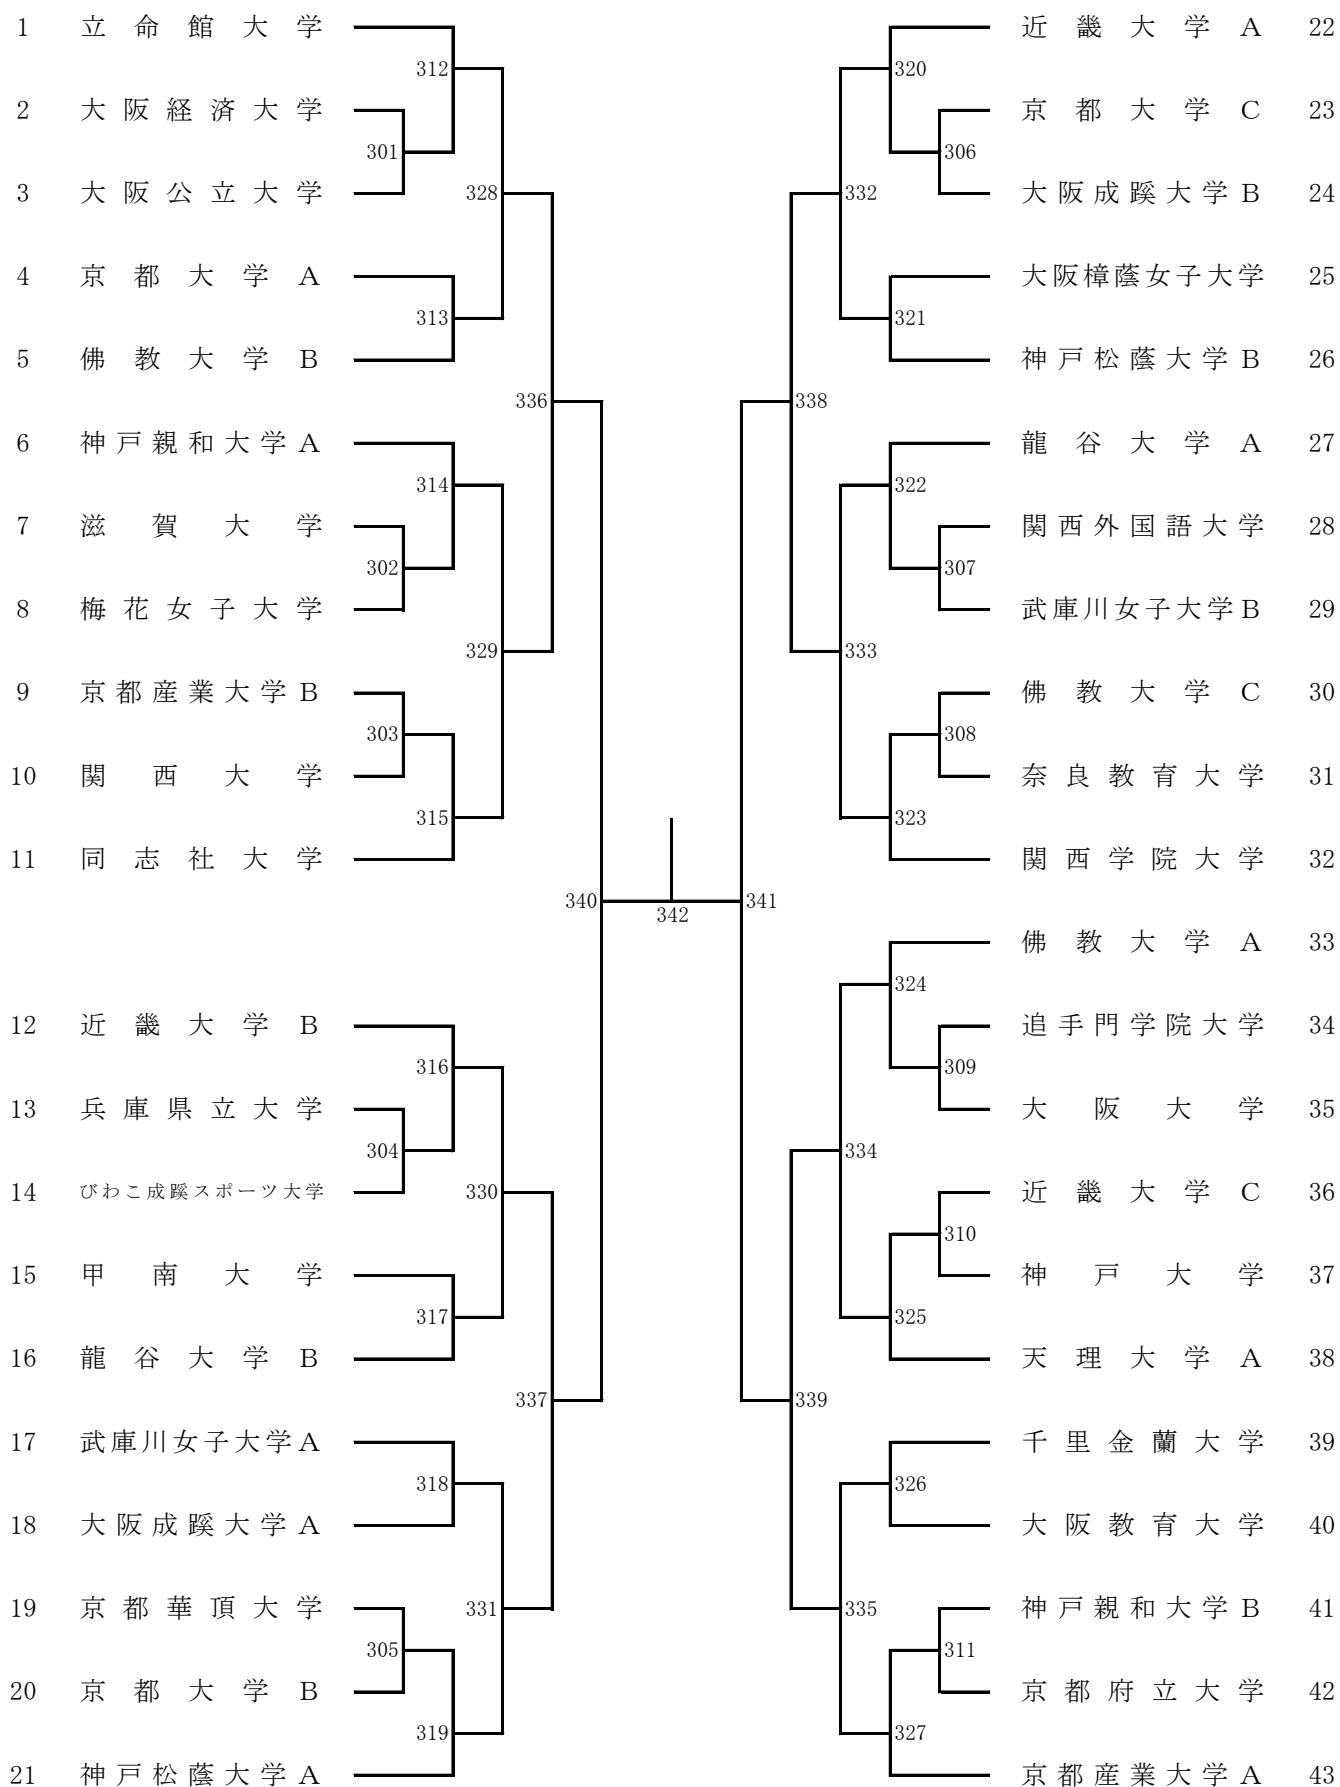 1 立命館大学
2 大阪経済大学
3 大阪公立大学
4 京都大学A
5 佛教大学B
6 神戸親和大学A
7 滋賀大学
8 梅花女子大学
9 京都産業大学B
10 関西大学
11 同志社大学
12 近畿大学B
13 兵庫県立大学
14 びわこ成蹊スポーツ大学
15 甲南大学
16 龍谷大学B
17 武庫川女子大学A
18 大阪成蹊大学A
19 京都華頂大学
20 京都大学B
21 神戸松蔭大学A
312
301
328
313
336
314
302
329
303
315
340
316
304
330
317
337
318
331
305
319
342
320
306
332
321
338
322
307
333
308
323
341
324
309
334
310
325
339
326
335
311
327
近畿大学A 22
京都大学C 23
大阪成蹊大学B 24
大阪樟蔭女子大学 25
神戸松蔭大学B 26
龍谷大学A 27
関西外国語大学 28
武庫川女子大学B 29
佛教大学C 30
奈良教育大学 31
関西学院大学 32
佛教大学A 33
追手門学院大学 34
大阪大学 35
近畿大学C 36
神戸大学 37
天理大学A 38
千里金蘭大学 39
大阪教育大学 40
神戸親和大学B 41
京都府立大学 42
京都産業大学A 43